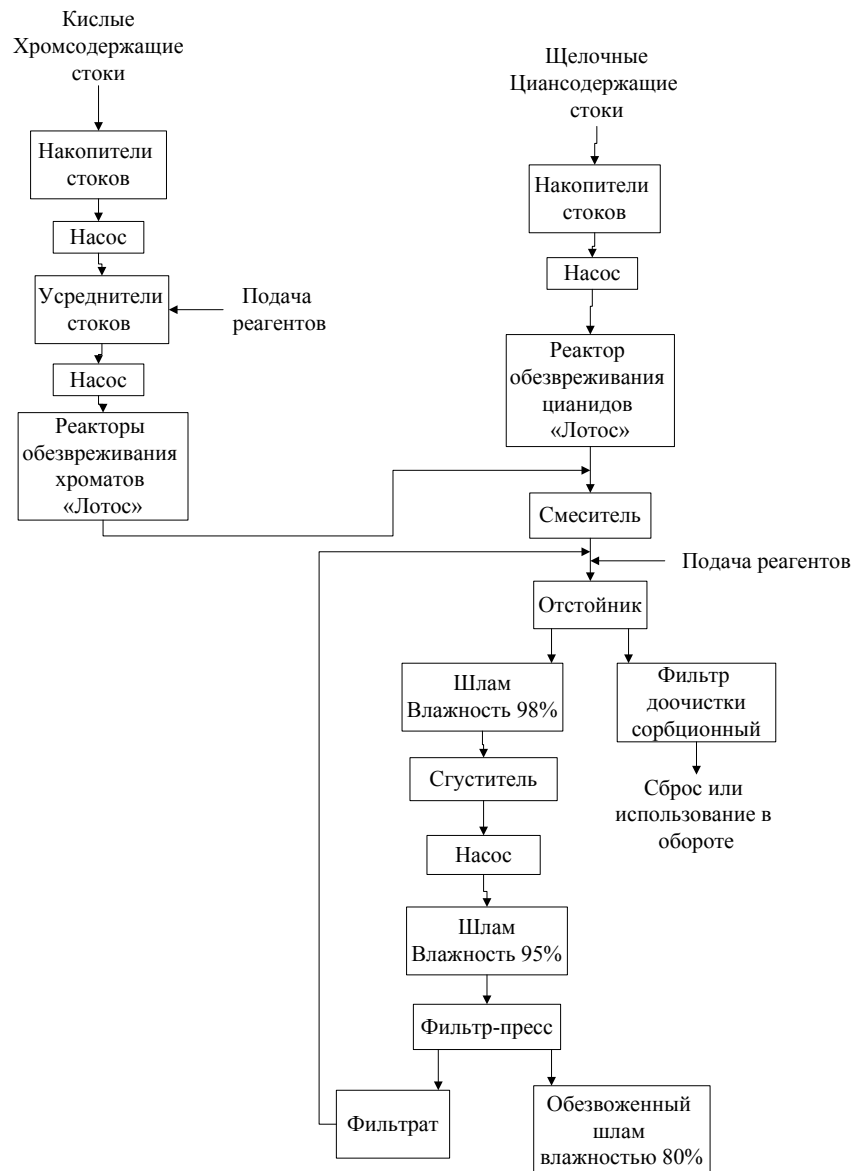 Кислые
Хромсодержащие
стоки
Накопители
стоков
Насос
Усреднители
стоков
Подача
реагентов
Насос
Реакторы
обезвреживания
хроматов
«Лотос»
Щелочные
Циансодержащие
стоки
Накопители
стоков
Насос
Реактор
обезвреживания
цианидов
«Лотос»
Смеситель
Подача реагентов
Отстойник
Шлам
Влажность 98%
Фильтр
доочистки
сорбционный
Сброс или
использование в
обороте
Сгуститель
Насос
Шлам
Влажность 95%
Фильтр-пресс
Фильтрат
Обезвоженный
шлам
влажностью 80%